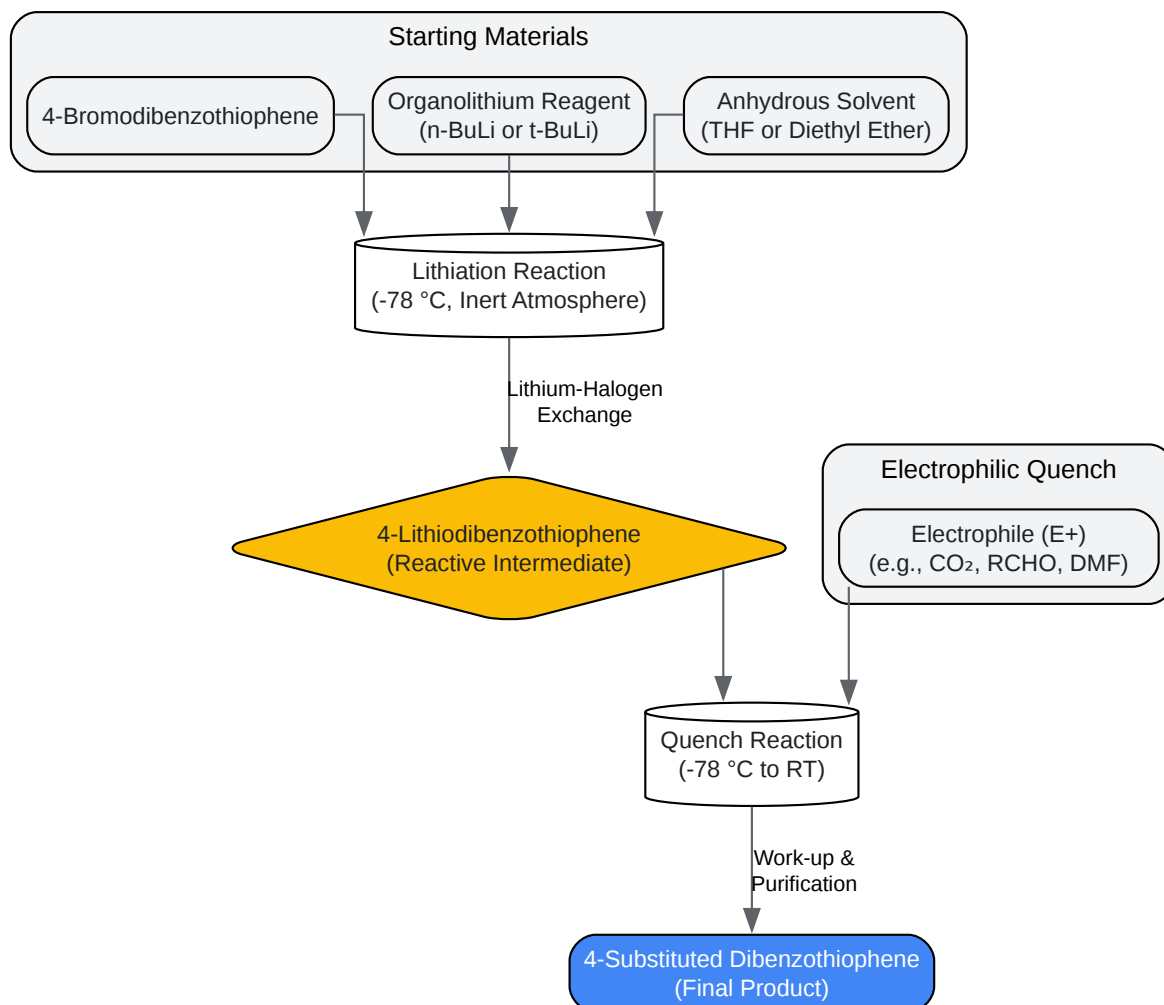 Starting Materials
4-Bromodibenzothiophene
Organolithium Reagent
(n-BuLi or t-BuLi)
Anhydrous Solvent
(THF or Diethyl Ether)
Lithiation Reaction
(-78 °C, Inert Atmosphere)
Lithium-Halogen
Exchange
4-Lithiodibenzothiophene
(Reactive Intermediate)
Electrophilic Quench
Electrophile (E+)
(e.g., CO₂, RCHO, DMF)
Quench Reaction
(-78 °C to RT)
Work-up &
Purification
4-Substituted Dibenzothiophene
(Final Product)